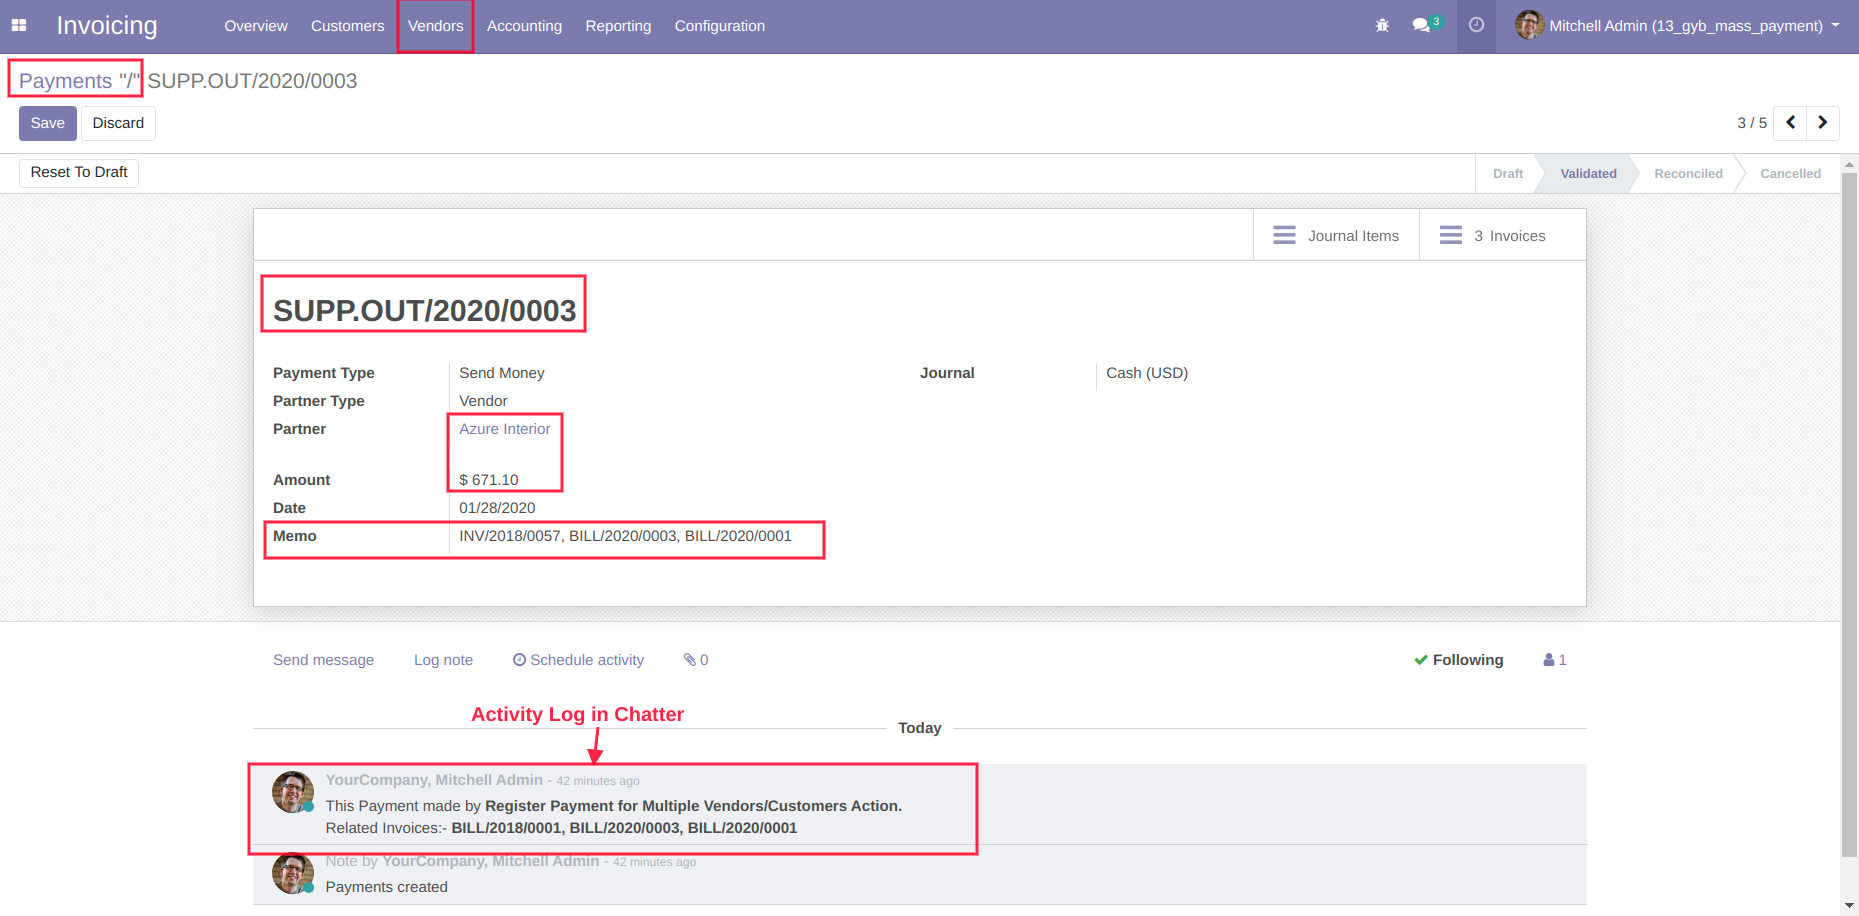 Invoicing Overview Customers Vendors Accounting Reporting Configuration 3 Mitchell Admin (13_gyb_mass_payment)
Payments "/" SUPP.OUT/2020/0003
Save Discard 3 / 5
Reset To Draft Draft Validated Reconciled Cancelled
Journal Items 3 Invoices
SUPP.OUT/2020/0003
Payment Type Send Money Journal Cash (USD)
Partner Type Vendor
Partner Azure Interior
Amount $ 671.10
Date 01/28/2020
Memo INV/2018/0057, BILL/2020/0003, BILL/2020/0001
Send message Log note Schedule activity 0 Following 1
Activity Log in Chatter
Today
YourCompany, Mitchell Admin - 42 minutes ago
This Payment made by Register Payment for Multiple Vendors/Customers Action.
Related Invoices:- BILL/2018/0001, BILL/2020/0003, BILL/2020/0001
Note by YourCompany, Mitchell Admin - 42 minutes ago
Payments created